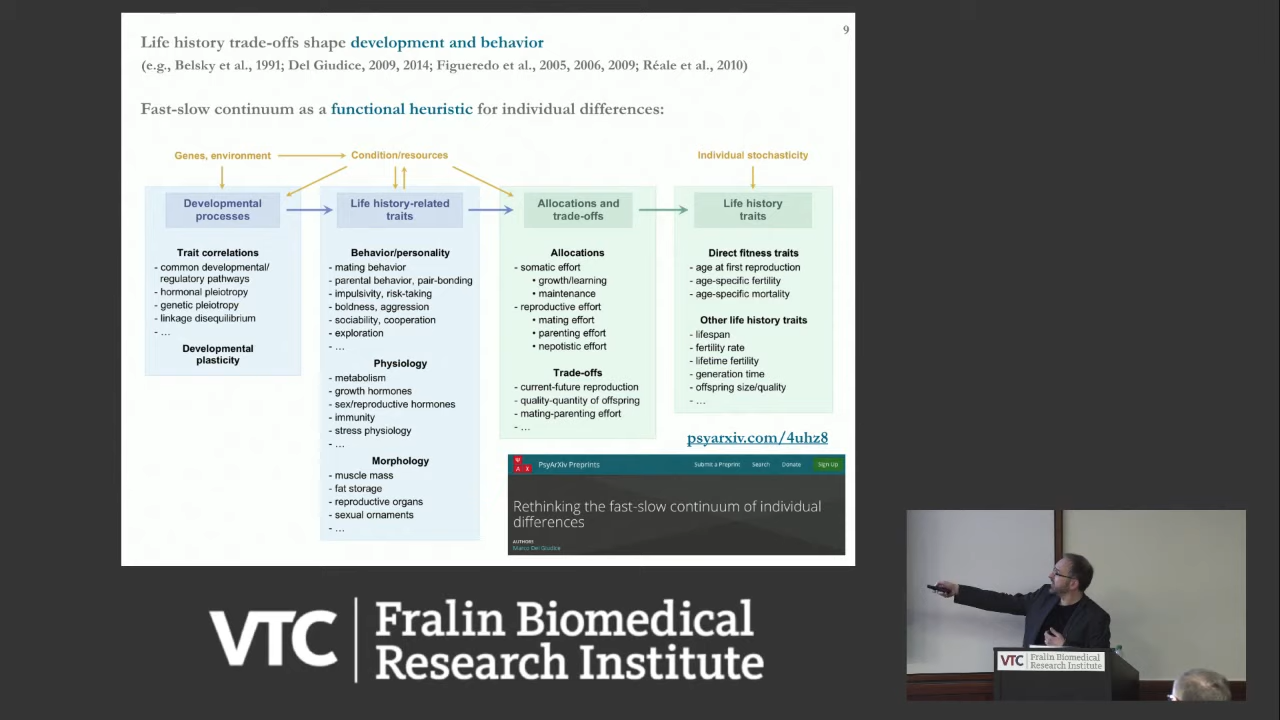 9
Life history trade-offs shape development and behavior
(e.g., Belsky et al., 1991; Del Giudice, 2009, 2014; Figueredo et al., 2005, 2006, 2009; Réale et al., 2010)
Fast-slow continuum as a functional heuristic for individual differences:
Genes, environment
Condition/resources
Individual stochasticity
Developmental
processes
Trait correlations
- common developmental/
regulatory pathways
- hormonal pleiotropy
- genetic pleiotropy
- linkage disequilibrium
- ...
Developmental
plasticity
Life history-related
traits
Behavior/personality
- mating behavior
- parental behavior, pair-bonding
- impulsivity, risk-taking
- boldness, aggression
- sociability, cooperation
- exploration
- ...
Physiology
- metabolism
- growth hormones
- sex/reproductive hormones
- immunity
- stress physiology
- ...
Morphology
- muscle mass
- fat storage
- reproductive organs
- sexual ornaments
- ...
Allocations and
trade-offs
Allocations
- somatic effort
• growth/learning
• maintenance
- reproductive effort
• mating effort
• parenting effort
• nepotistic effort
Trade-offs
- current-future reproduction
- quality-quantity of offspring
- mating-parenting effort
- ...
Life history
traits
Direct fitness traits
- age at first reproduction
- age-specific fertility
- age-specific mortality
Other life history traits
- lifespan
- fertility rate
- lifetime fertility
- generation time
- offspring size/quality
- ...
psyarxiv.com/4uhz8
Ψ
A X
PsyArXiv Preprints
Submit a Preprint
Search
Donate
Sign Up
Rethinking the fast-slow continuum of individual
differences
AUTHORS
Marco Del Giudice
VTC
Fralin Biomedical
Research Institute
VTC
Fralin Biomedical
Research Institute